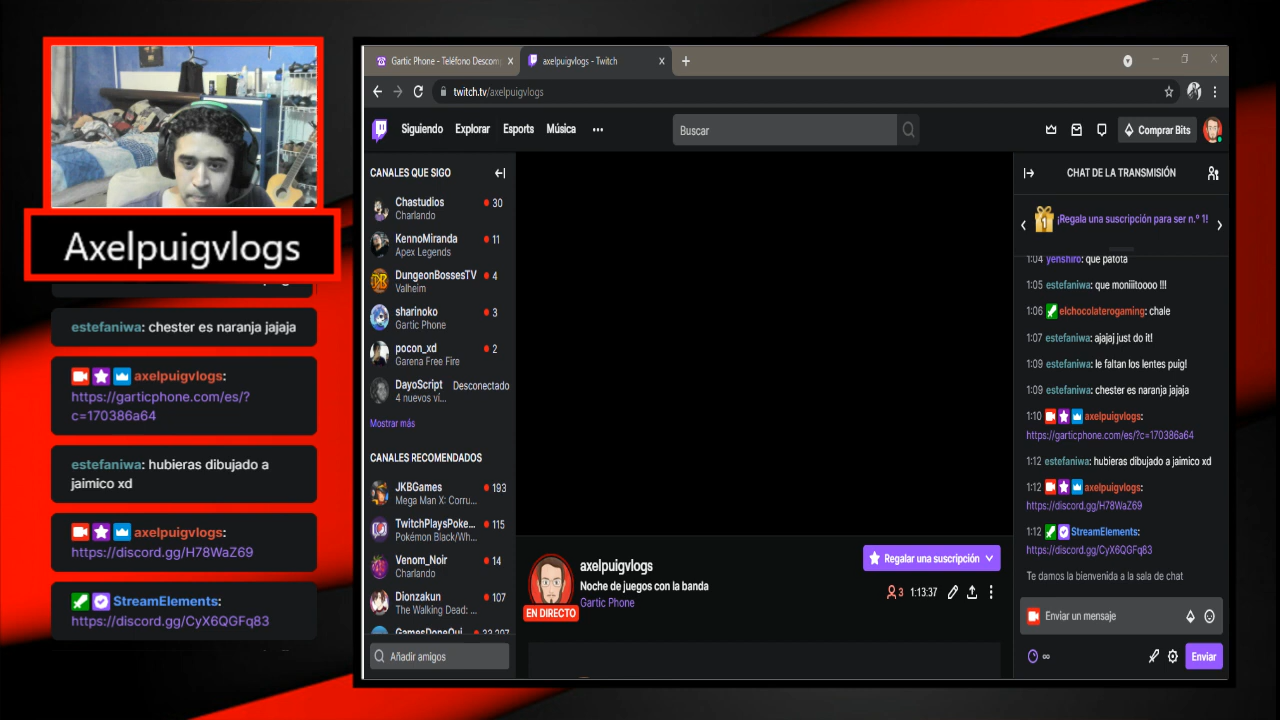 Axelpuigvlogs
estefaniwa: chester es naranja jajaja
axelpuigvlogs:
https://garticphone.com/es/?
c=170386a64
estefaniwa: hubieras dibujado a
jaimico xd
axelpuigvlogs:
https://discord.gg/H78WaZ69
StreamElements:
https://discord.gg/CyX6QGFq83
Gartic Phone - Teléfono Descom
axelpuigvlogs - Twitch
twitch.tv/axelpuigvlogs
Siguiendo Explorar Esports Música
Buscar
Comprar Bits
CANALES QUE SIGO
Chastudios 30
Charlando
KennoMiranda 11
Apex Legends
DungeonBossesTV 4
Valheim
sharinoko 3
Gartic Phone
pocon_xd 2
Garena Free Fire
DayoScript Desconectado
4 nuevos ví...
Mostrar más
CANALES RECOMENDADOS
JKBGames 193
Mega Man X: Corru...
TwitchPlaysPoke... 115
Pokémon Black/Wh...
Venom_Noir 14
Charlando
Dionzakun 107
The Walking Dead: ...
GamesDoneQui... 33,207
Añadir amigos
EN DIRECTO
axelpuigvlogs
Noche de juegos con la banda
Gartic Phone
Regalar una suscripción
3 1:13:37
CHAT DE LA TRANSMISIÓN
1
¡Regala una suscripción para ser n.º 1!
1:04 yenshiro: que patota
1:05 estefaniwa: que moniiitoooo !!!
1:06 elchocolaterogaming: chale
1:07 estefaniwa: ajajaj just do it!
1:09 estefaniwa: le faltan los lentes puig!
1:09 estefaniwa: chester es naranja jajaja
1:10 axelpuigvlogs:
https://garticphone.com/es/?c=170386a64
1:12 estefaniwa: hubieras dibujado a jaimico xd
1:12 axelpuigvlogs:
https://discord.gg/H78WaZ69
1:12 StreamElements:
https://discord.gg/CyX6QGFq83
Te damos la bienvenida a la sala de chat
Enviar un mensaje
∞
Enviar